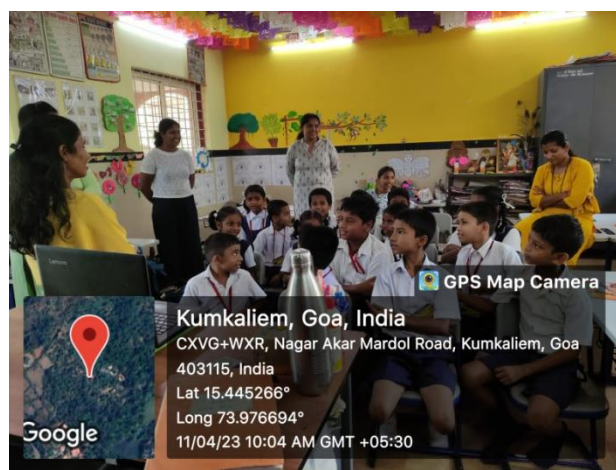 Lenovo
GPS Map Camera
Kumkaliem, Goa, India
CXVG+WXR, Nagar Akar Mardol Road, Kumkaliem, Goa
403115, India
Lat 15.445266°
Long 73.976694°
11/04/23 10:04 AM GMT +05:30
Google